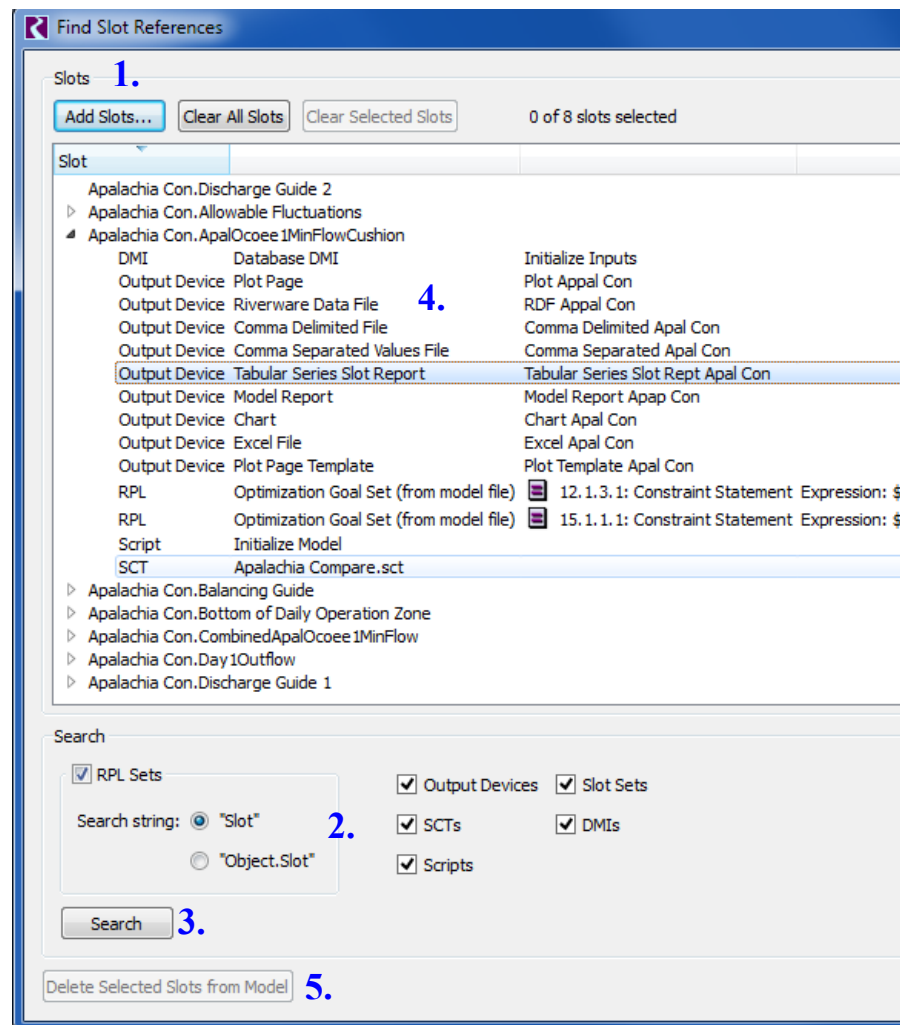 Find Slot References
Slots 1.
Add Slots... Clear All Slots Clear Selected Slots 0 of 8 slots selected
Slot
Apalachia Con.Discharge Guide 2
Apalachia Con.Allowable Fluctuations
Apalachia Con.ApalOcoee1MinFlowCushion
DMI Database DMI Initialize Inputs
Output Device Plot Page Plot Appal Con
Output Device Riverware Data File 4. RDF Appal Con
Output Device Comma Delimited File Comma Delimited Apal Con
Output Device Comma Separated Values File Comma Separated Apal Con
Output Device Tabular Series Slot Report Tabular Series Slot Rept Apal Con
Output Device Model Report Model Report Apap Con
Output Device Chart Chart Apal Con
Output Device Excel File Excel Apal Con
Output Device Plot Page Template Plot Template Apal Con
RPL Optimization Goal Set (from model file) 12.1.3.1: Constraint Statement Expression: $
RPL Optimization Goal Set (from model file) 15.1.1.1: Constraint Statement Expression: $
Script Initialize Model
SCT Apalachia Compare.sct
Apalachia Con.Balancing Guide
Apalachia Con.Bottom of Daily Operation Zone
Apalachia Con.CombinedApalOcoee1MinFlow
Apalachia Con.Day1Outflow
Apalachia Con.Discharge Guide 1
Search
RPL Sets Output Devices Slot Sets
Search string: "Slot" 2. SCTs DMIs
"Object.Slot" Scripts
Search 3.
Delete Selected Slots from Model 5.